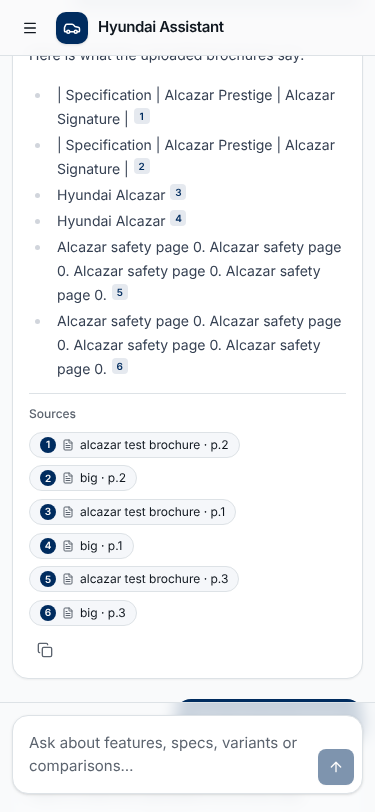 Hyundai Assistant
Here is what the uploaded brochures say:
| Specification | Alcazar Prestige | Alcazar
Signature | 1
| Specification | Alcazar Prestige | Alcazar
Signature | 2
Hyundai Alcazar 3
Hyundai Alcazar 4
Alcazar safety page 0. Alcazar safety page
0. Alcazar safety page 0. Alcazar safety
page 0. 5
Alcazar safety page 0. Alcazar safety page
0. Alcazar safety page 0. Alcazar safety
page 0. 6
Sources
1 alcazar test brochure · p.2
2 big · p.2
3 alcazar test brochure · p.1
4 big · p.1
5 alcazar test brochure · p.3
6 big · p.3
Ask about features, specs, variants or
comparisons...